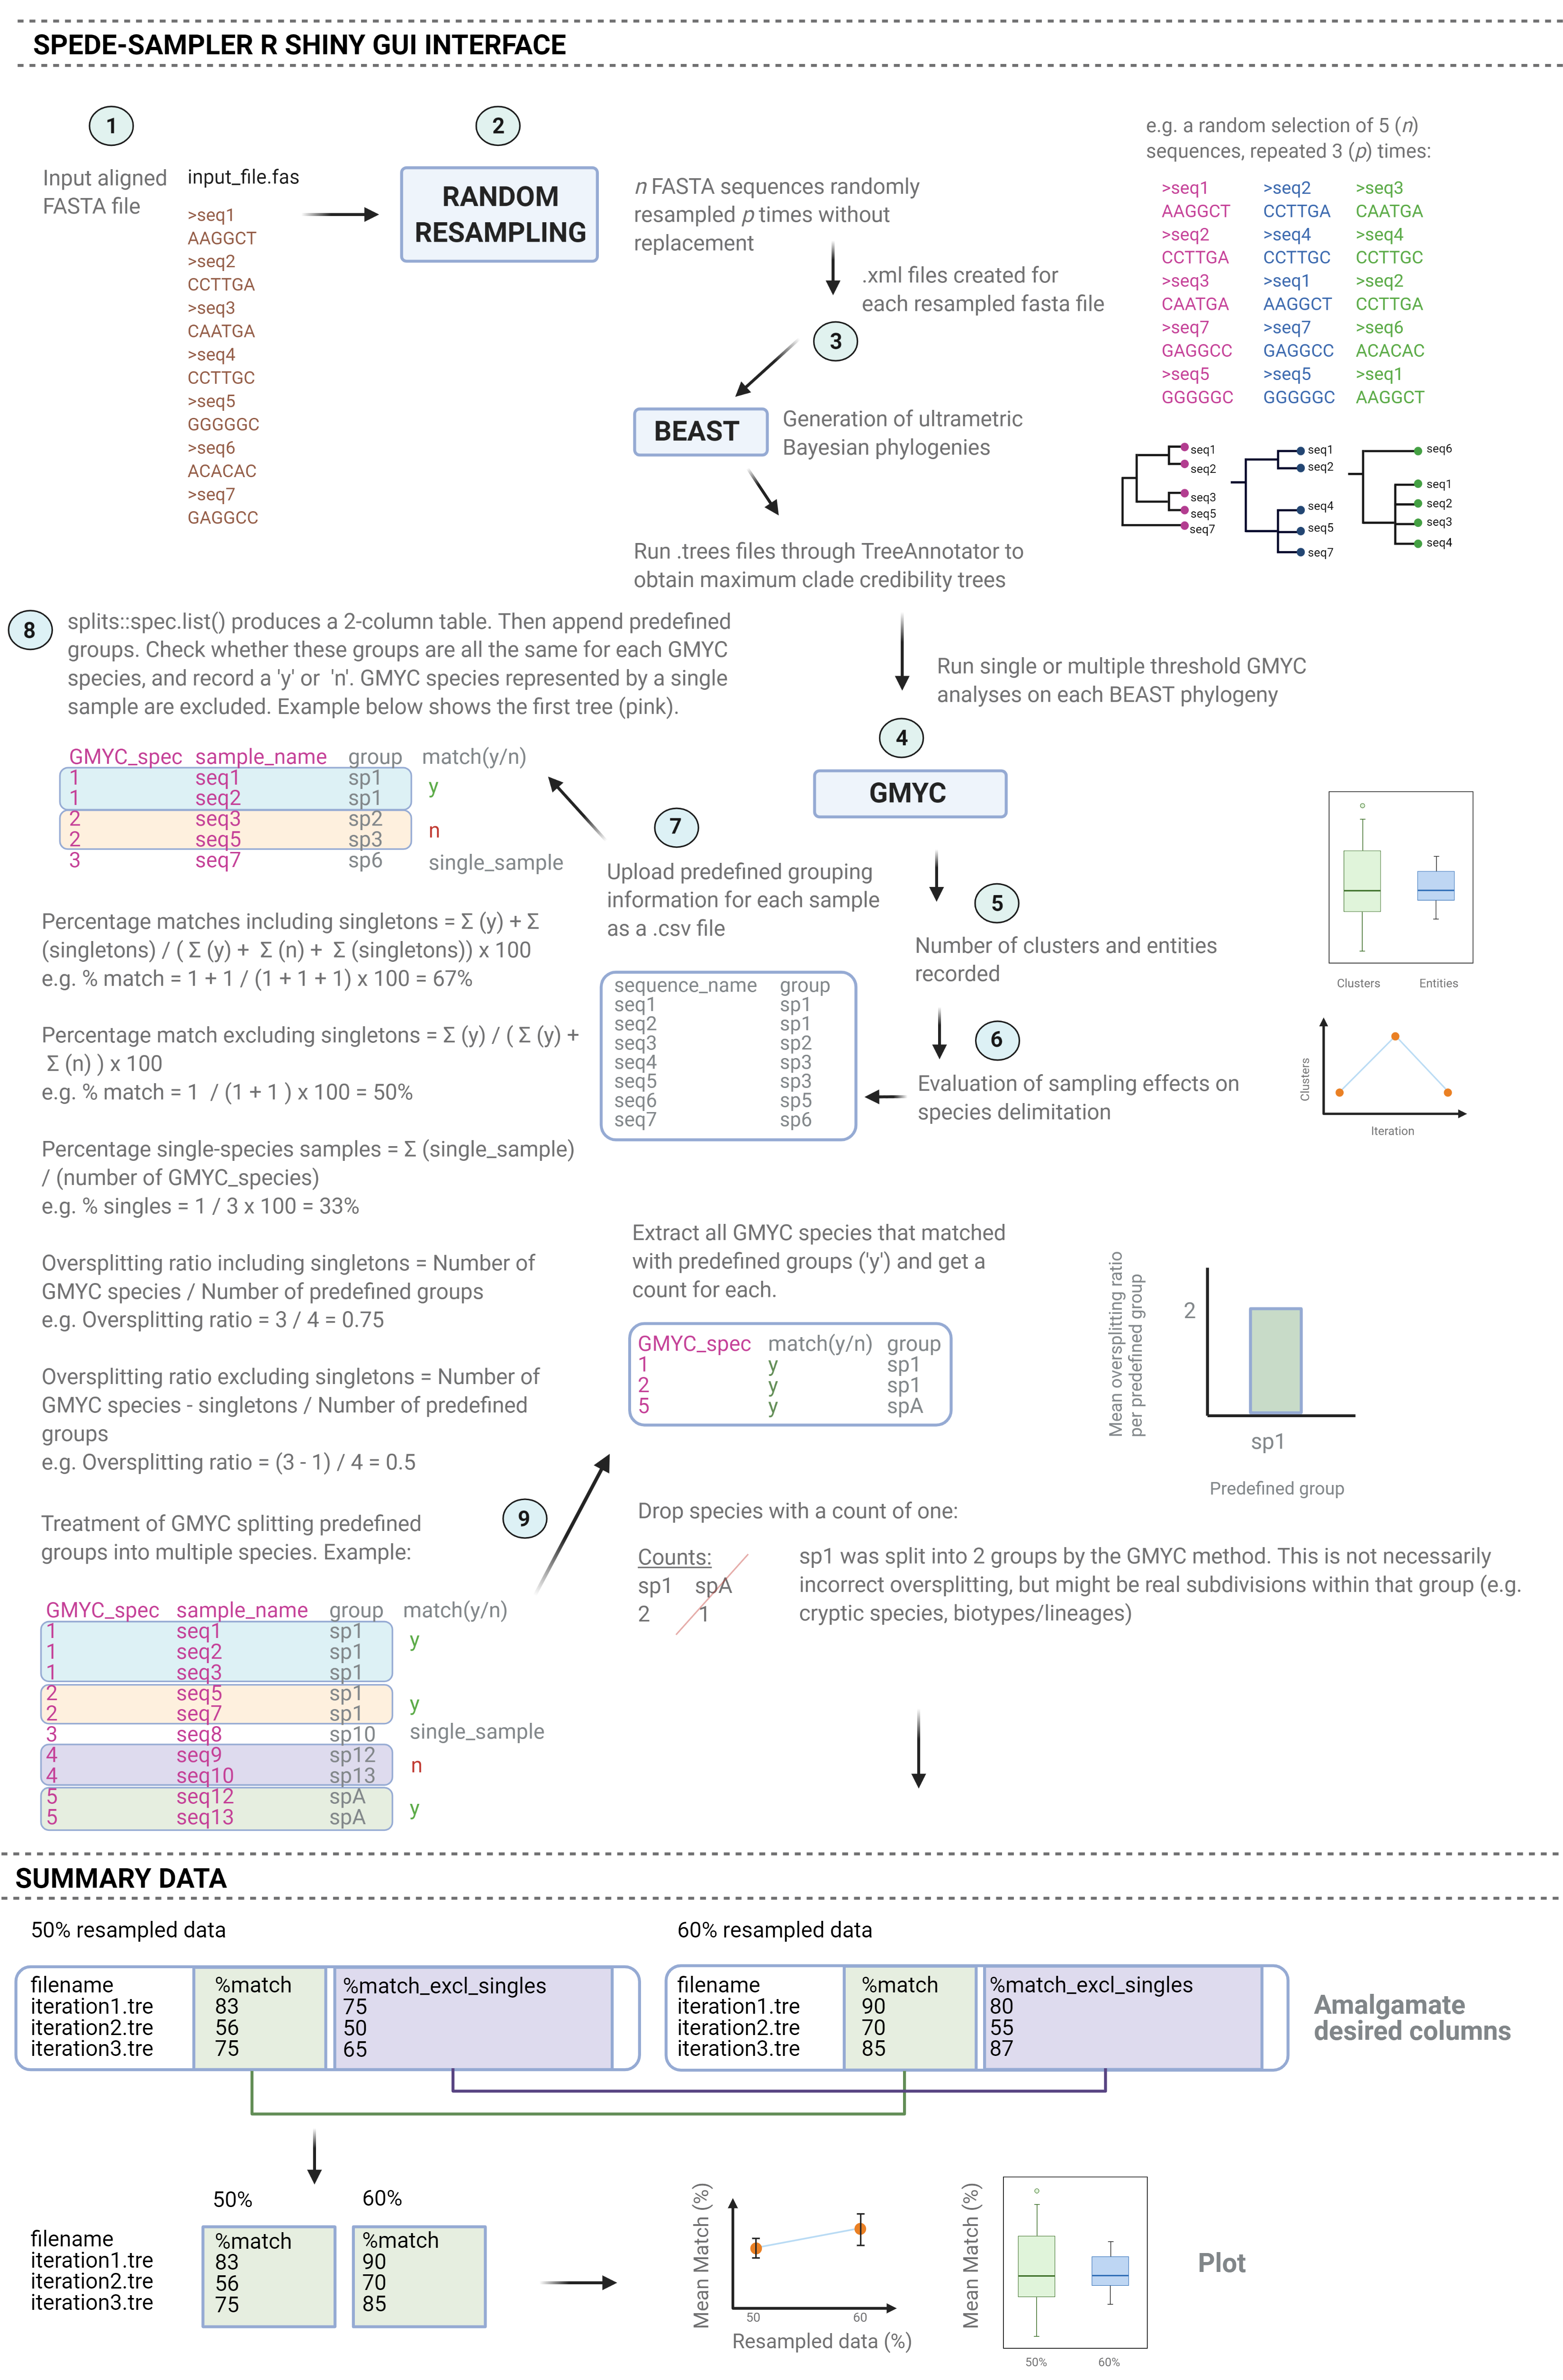 SPEDE-SAMPLER R SHINY GUI INTERFACE
1
Input aligned
FASTA file
input_file.fas
>seq1
AAGGCT
>seq2
CCTTGA
>seq3
CAATGA
>seq4
CCTTGC
>seq5
GGGGGC
>seq6
ACACAC
>seq7
GAGGCC
2
RANDOM
RESAMPLING
n FASTA sequences randomly
resampled p times without
replacement
.xml files created for
each resampled fasta file
3
BEAST
Generation of ultrametric
Bayesian phylogenies
Run .trees files through TreeAnnotator to
obtain maximum clade credibility trees
e.g. a random selection of 5 (n)
sequences, repeated 3 (p) times:
>seq1 >seq2 >seq3
AAGGCT CCTTGA CAATGA
>seq2 >seq4 >seq4
CCTTGA CCTTGC CCTTGC
>seq3 >seq1 >seq2
CAATGA AAGGCT CCTTGA
>seq7 >seq7 >seq6
GAGGCC GAGGCC ACACAC
>seq5 >seq5 >seq1
GGGGGC GGGGGC AAGGCT
seq1
seq2
seq3
seq5
seq7
seq1
seq2
seq4
seq5
seq7
seq6
seq1
seq2
seq3
seq4
Run single or multiple threshold GMYC
analyses on each BEAST phylogeny
4
GMYC
5
Number of clusters and entities
recorded
6
Evaluation of sampling effects on
species delimitation
Clusters Entities
Clusters
Iteration
7
Upload predefined grouping
information for each sample
as a .csv file
sequence_name group
seq1 sp1
seq2 sp1
seq3 sp2
seq4 sp3
seq5 sp3
seq6 sp5
seq7 sp6
8
splits::spec.list() produces a 2-column table. Then append predefined
groups. Check whether these groups are all the same for each GMYC
species, and record a 'y' or 'n'. GMYC species represented by a single
sample are excluded. Example below shows the first tree (pink).
GMYC_spec sample_name group match(y/n)
1 seq1 sp1
y
1 seq2 sp1
2 seq3 sp2
n
2 seq5 sp3
3 seq7 sp6 single_sample
Percentage matches including singletons = Σ (y) + Σ
(singletons) / ( Σ (y) + Σ (n) + Σ (singletons)) x 100
e.g. % match = 1 + 1 / (1 + 1 + 1) x 100 = 67%
Percentage match excluding singletons = Σ (y) / ( Σ (y) +
Σ (n) ) x 100
e.g. % match = 1 / (1 + 1 ) x 100 = 50%
Percentage single-species samples = Σ (single_sample)
/ (number of GMYC_species)
e.g. % singles = 1 / 3 x 100 = 33%
Oversplitting ratio including singletons = Number of
GMYC species / Number of predefined groups
e.g. Oversplitting ratio = 3 / 4 = 0.75
Oversplitting ratio excluding singletons = Number of
GMYC species - singletons / Number of predefined
groups
e.g. Oversplitting ratio = (3 - 1) / 4 = 0.5
Treatment of GMYC splitting predefined
groups into multiple species. Example:
9
GMYC_spec sample_name group match(y/n)
1 seq1 sp1
y
1 seq2 sp1
1 seq3 sp1
2 seq5 sp1
y
2 seq7 sp1
3 seq8 sp10 single_sample
4 seq9 sp12
n
4 seq10 sp13
5 seq12 spA
y
5 seq13 spA
Extract all GMYC species that matched
with predefined groups ('y') and get a
count for each.
GMYC_spec match(y/n) group
1 y sp1
2 y sp1
5 y spA
Mean oversplitting ratio
per predefined group
2
sp1
Predefined group
Drop species with a count of one:
Counts:
sp1 spA
2 1
sp1 was split into 2 groups by the GMYC method. This is not necessarily
incorrect oversplitting, but might be real subdivisions within that group (e.g.
cryptic species, biotypes/lineages)
SUMMARY DATA
50% resampled data
filename %match %match_excl_singles
iteration1.tre 83 75
iteration2.tre 56 50
iteration3.tre 75 65
60% resampled data
filename %match %match_excl_singles
iteration1.tre 90 80
iteration2.tre 70 55
iteration3.tre 85 87
Amalgamate
desired columns
50% 60%
filename %match %match
iteration1.tre 83 90
iteration2.tre 56 70
iteration3.tre 75 85
Mean Match (%)
50 60
Resampled data (%)
Mean Match (%)
50% 60%
Plot